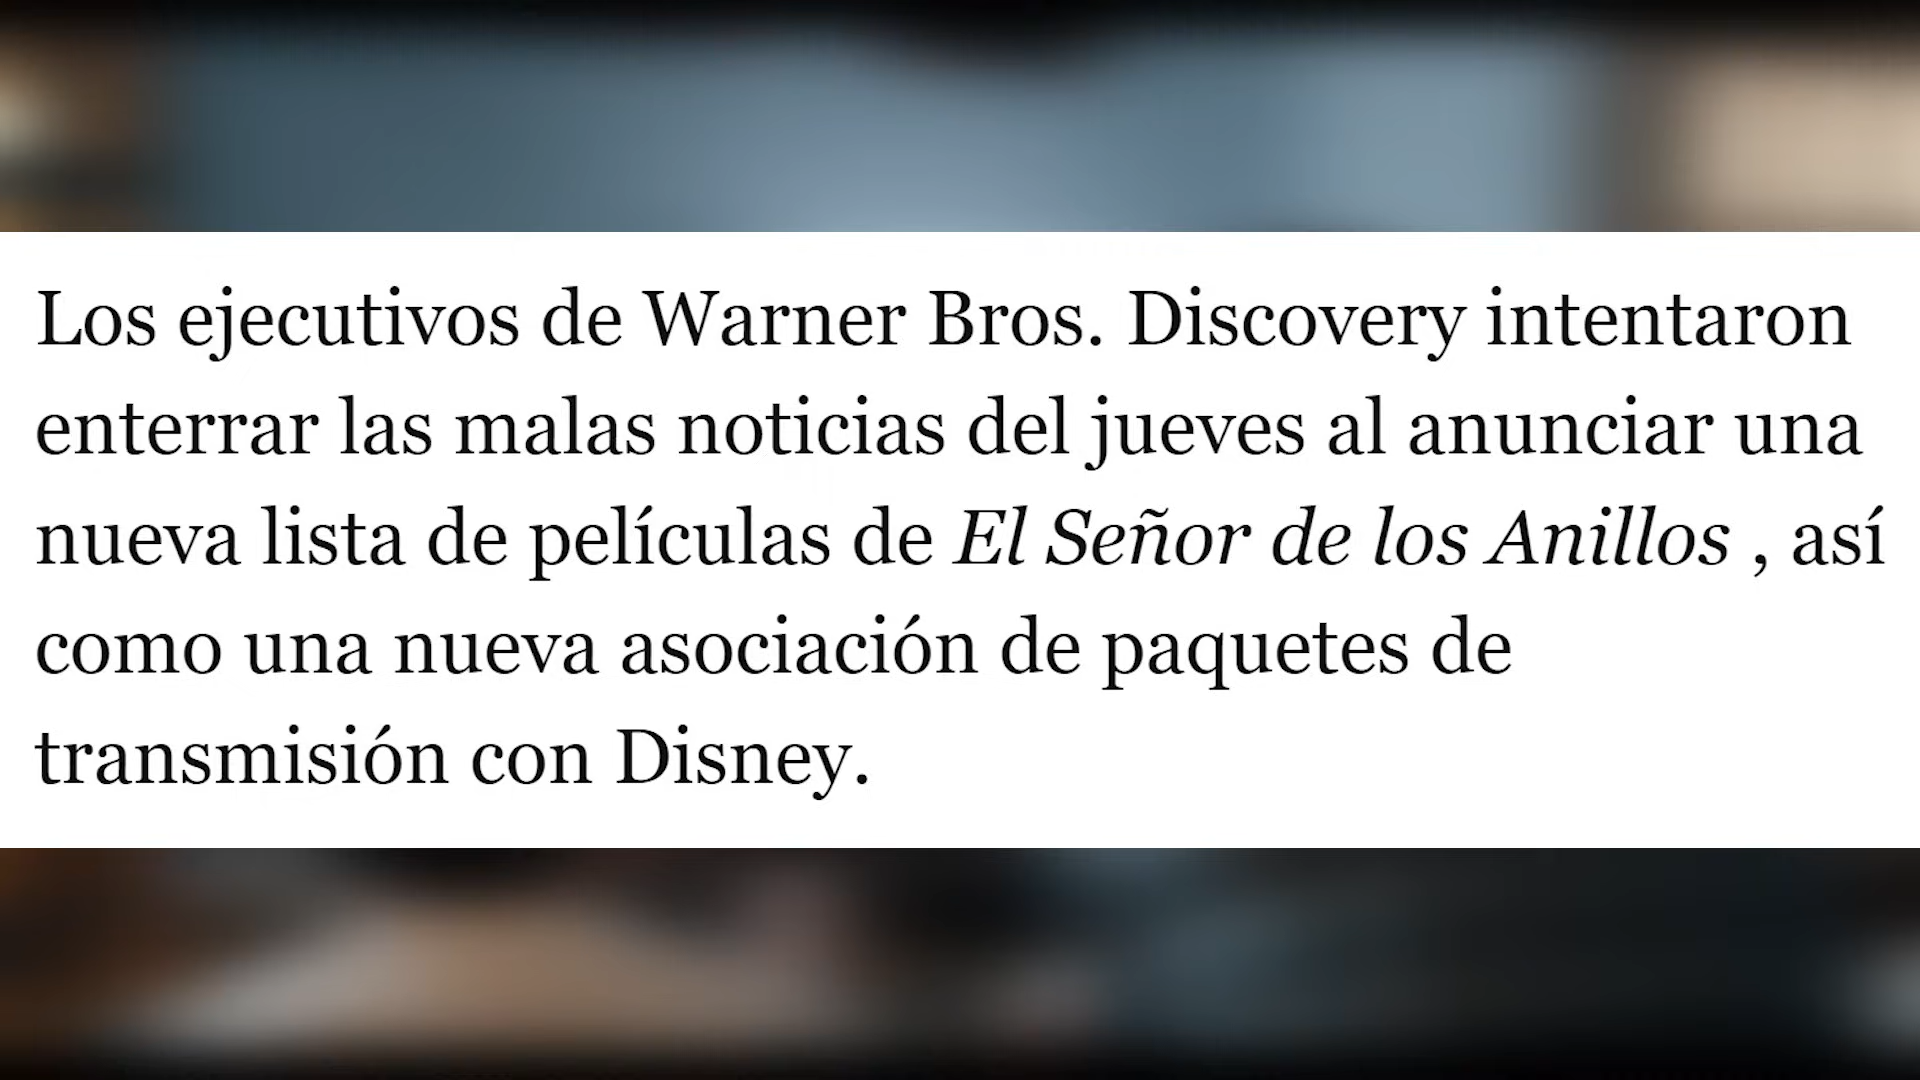 Los ejecutivos de Warner Bros. Discovery intentaron
enterrar las malas noticias del jueves al anunciar una
nueva lista de películas de El Señor de los Anillos , así
como una nueva asociación de paquetes de
transmisión con Disney.